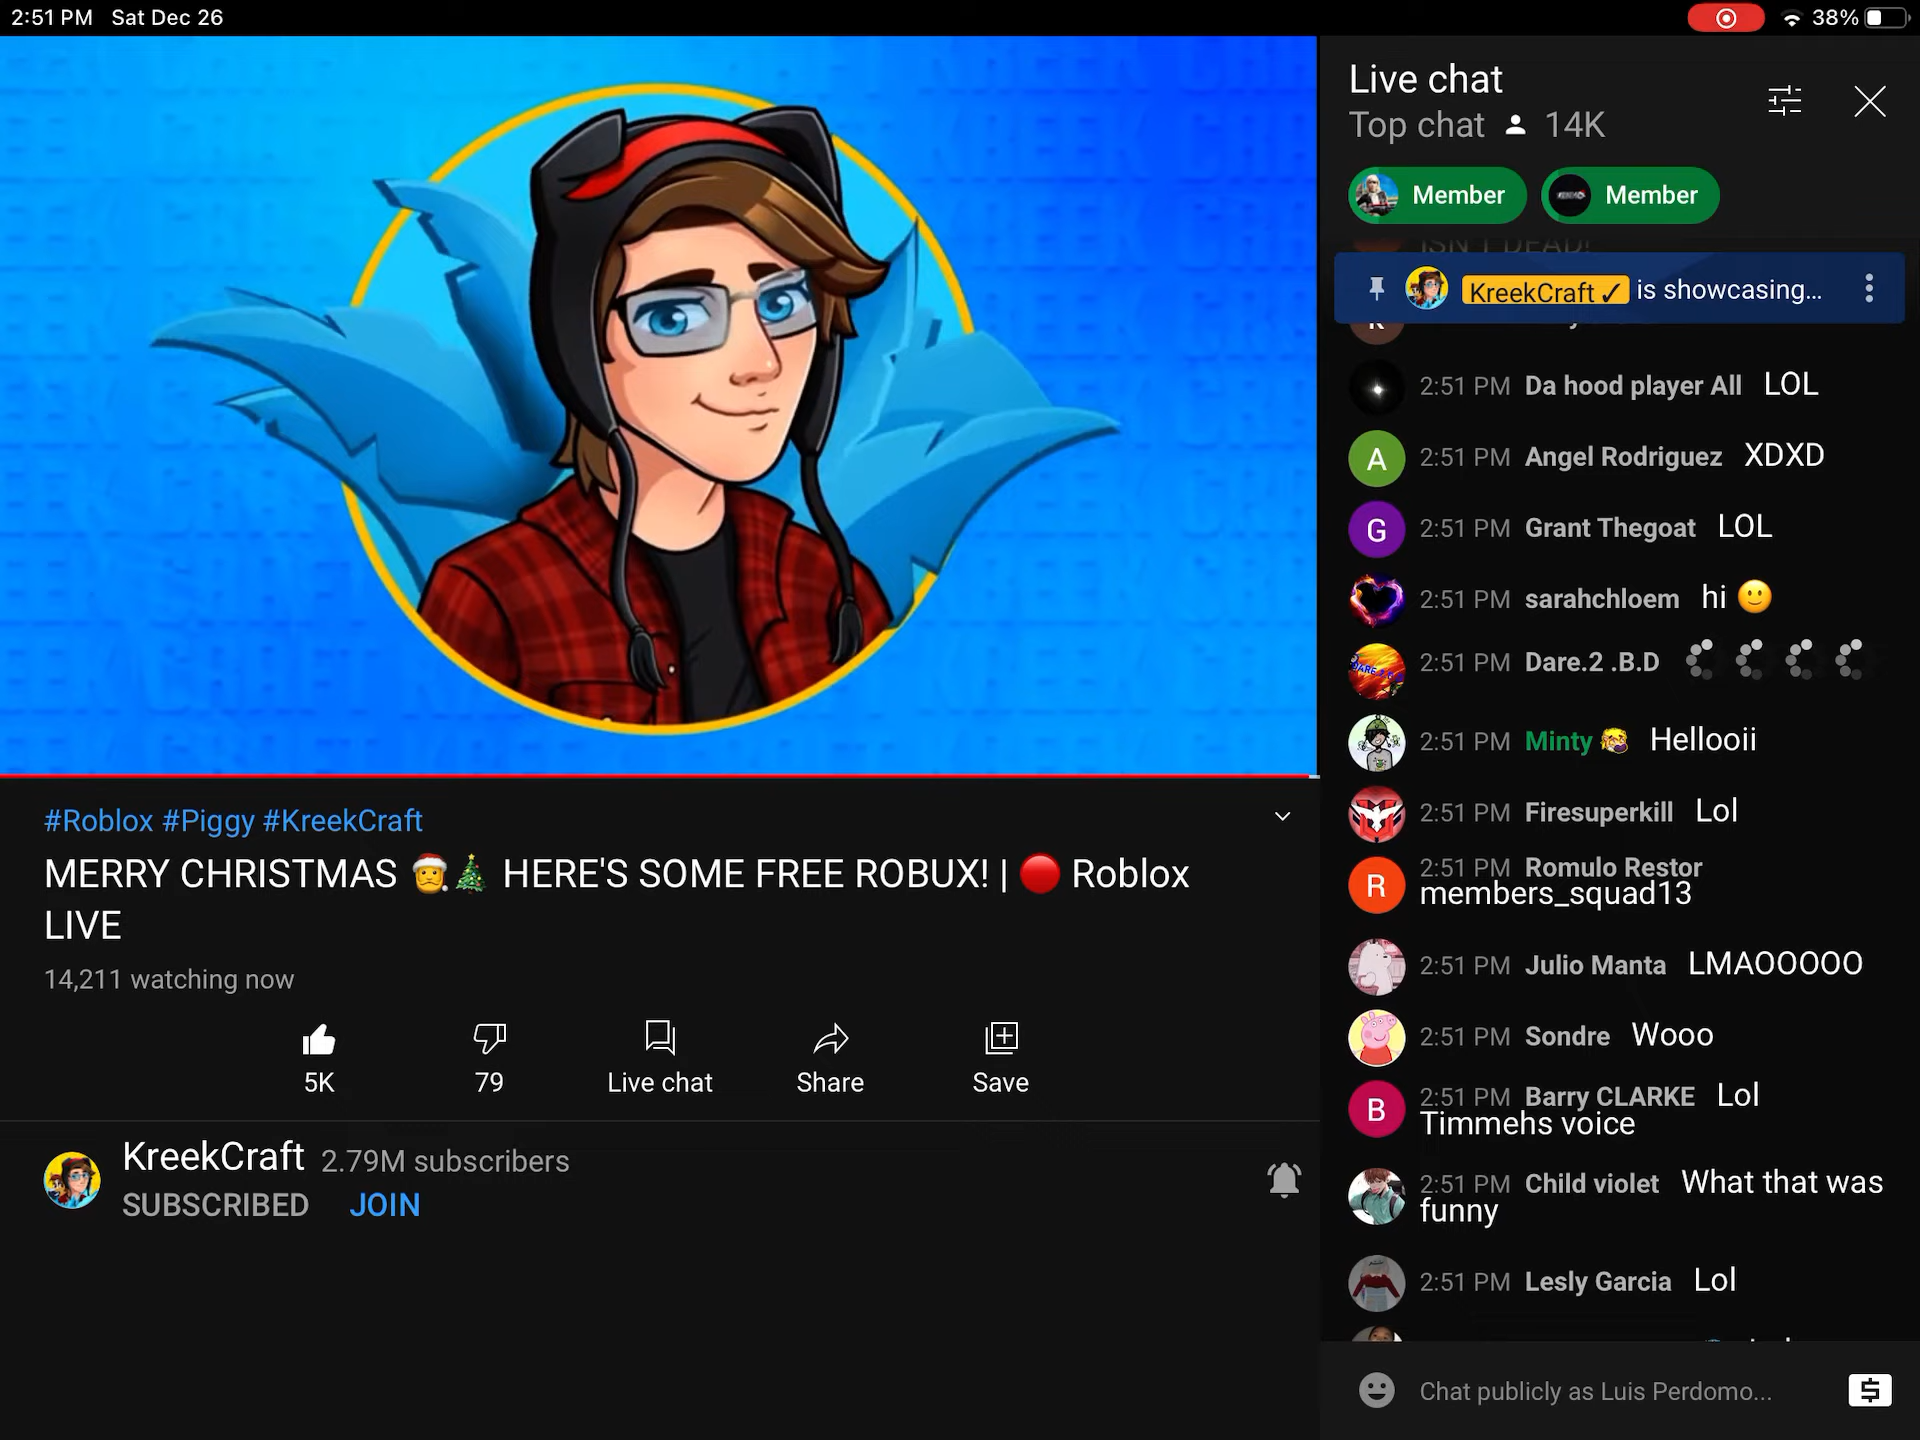 2:51 PM Sat Dec 26
38%
Live chat
Top chat 14K
Member
Member
ISN'T DEAD!
KreekCraft ✓ is showcasing...
2:51 PM Da hood player All LOL
2:51 PM Angel Rodriguez XDXD
A
2:51 PM Grant Thegoat LOL
G
2:51 PM sarahchloem hi 🙂
2:51 PM Dare.2 .B.D
2:51 PM Minty Hellooii
2:51 PM Firesuperkill Lol
2:51 PM Romulo Restor
R
members_squad13
2:51 PM Julio Manta LMAOOOOO
2:51 PM Sondre Wooo
2:51 PM Barry CLARKE Lol
B
Timmehs voice
2:51 PM Child violet What that was
funny
2:51 PM Lesly Garcia Lol
Chat publicly as Luis Perdomo...
#Roblox #Piggy #KreekCraft
MERRY CHRISTMAS 🎅🎄 HERE'S SOME FREE ROBUX! | 🔴 Roblox
LIVE
14,211 watching now
5K
79
Live chat
Share
Save
KreekCraft 2.79M subscribers
SUBSCRIBED JOIN